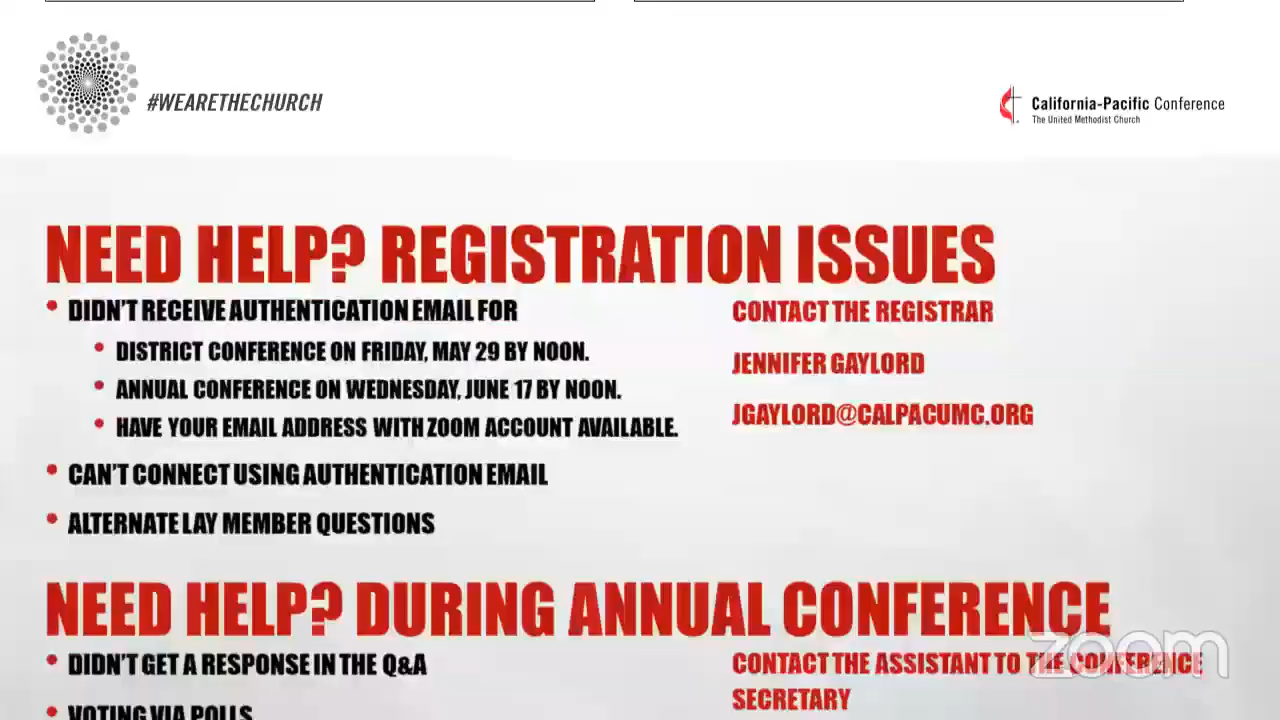 #WEARETHECHURCH
California-Pacific Conference
The United Methodist Church
NEED HELP? REGISTRATION ISSUES
• DIDN'T RECEIVE AUTHENTICATION EMAIL FOR
• DISTRICT CONFERENCE ON FRIDAY, MAY 29 BY NOON.
• ANNUAL CONFERENCE ON WEDNESDAY, JUNE 17 BY NOON.
• HAVE YOUR EMAIL ADDRESS WITH ZOOM ACCOUNT AVAILABLE.
• CAN'T CONNECT USING AUTHENTICATION EMAIL
• ALTERNATE LAY MEMBER QUESTIONS
CONTACT THE REGISTRAR
JENNIFER GAYLORD
JGAYLORD@CALPACUMC.ORG
NEED HELP? DURING ANNUAL CONFERENCE
• DIDN'T GET A RESPONSE IN THE Q&A
• VOTING VIA POLLS
CONTACT THE ASSISTANT TO THE CONFERENCE
SECRETARY
zoom